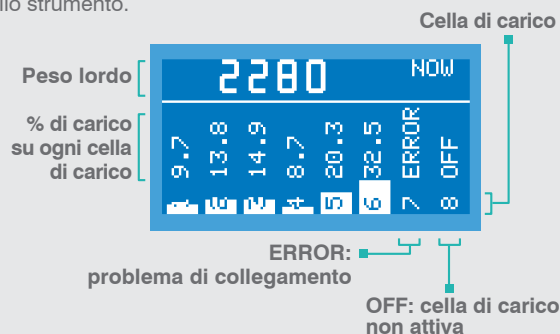 llo strumento.
Cella di carico
Peso lordo
2280 NOW
% di carico
su ogni cella
di carico
9.7
13.8
14.9
8.7
20.3
32.5
ERROR
OFF
4 5 6 7 8
ERROR:
problema di collegamento
OFF: cella di carico
non attiva